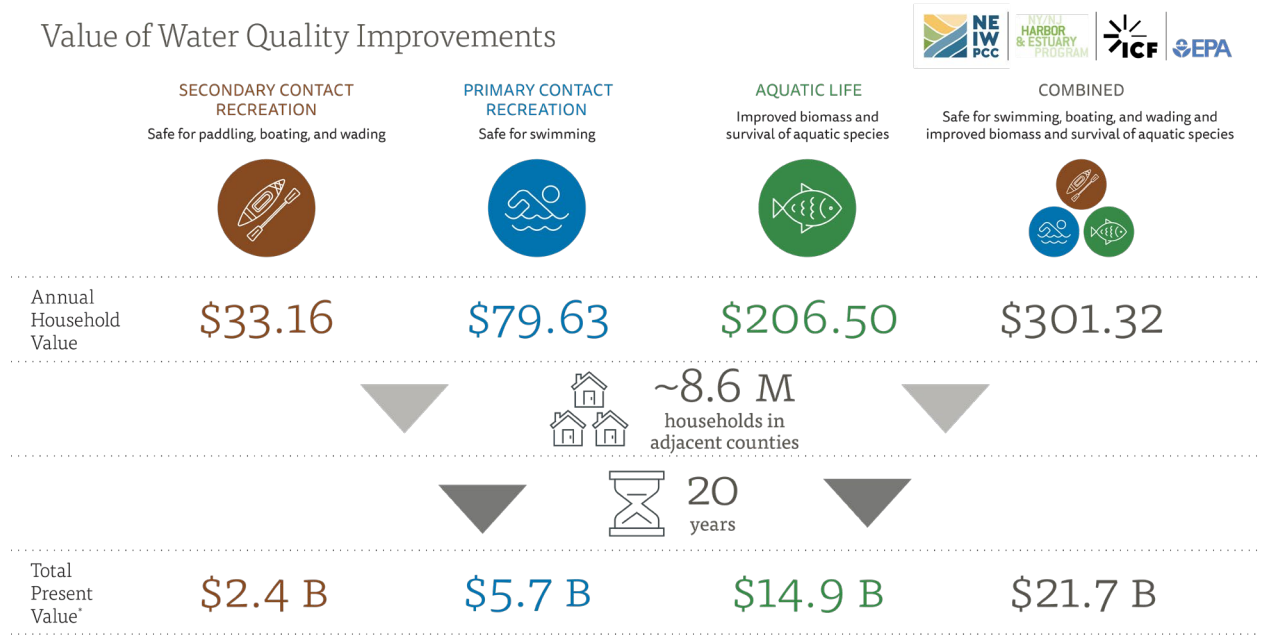 Value of Water Quality Improvements
NE
IW
PCC
NY/NJ
HARBOR
& ESTUARY
PROGRAM
ICF
EPA
SECONDARY CONTACT
RECREATION
Safe for paddling, boating, and wading
PRIMARY CONTACT
RECREATION
Safe for swimming
AQUATIC LIFE
Improved biomass and
survival of aquatic species
COMBINED
Safe for swimming, boating, and wading and
improved biomass and survival of aquatic species
Annual
Household
Value
$33.16
$79.63
$206.50
$301.32
~8.6 M
households in
adjacent counties
20
years
Total
Present
Value*
$2.4 B
$5.7 B
$14.9 B
$21.7 B